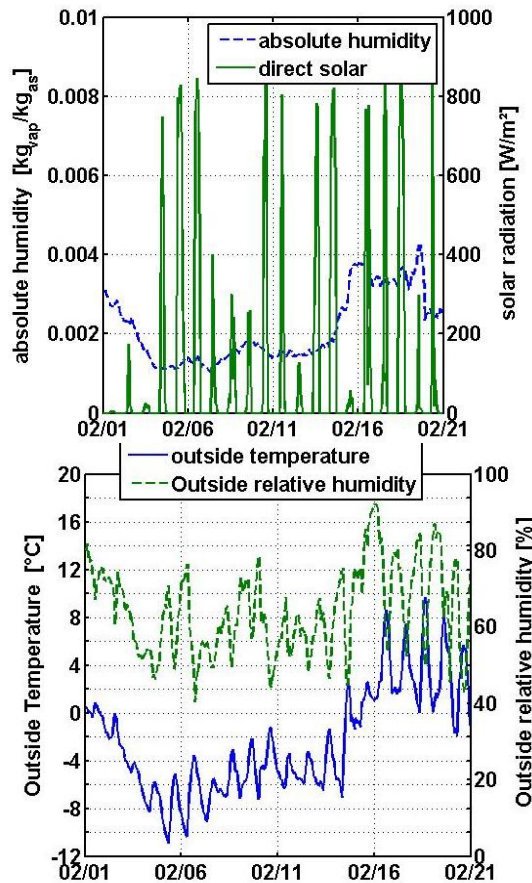 0.01
0.008
0.006
0.004
0.002
0
absolute humidity [kg_vap/kg_as]
absolute humidity
direct solar
1000
800
600
400
200
0
solar radiation [W/m²]
02/01 02/06 02/11 02/16 02/21
20
16
12
8
4
0
-4
-8
-12
Outside Temperature [°C]
outside temperature
Outside relative humidity
100
80
60
40
20
0
Outside relative humidity [%]
02/01 02/06 02/11 02/16 02/21